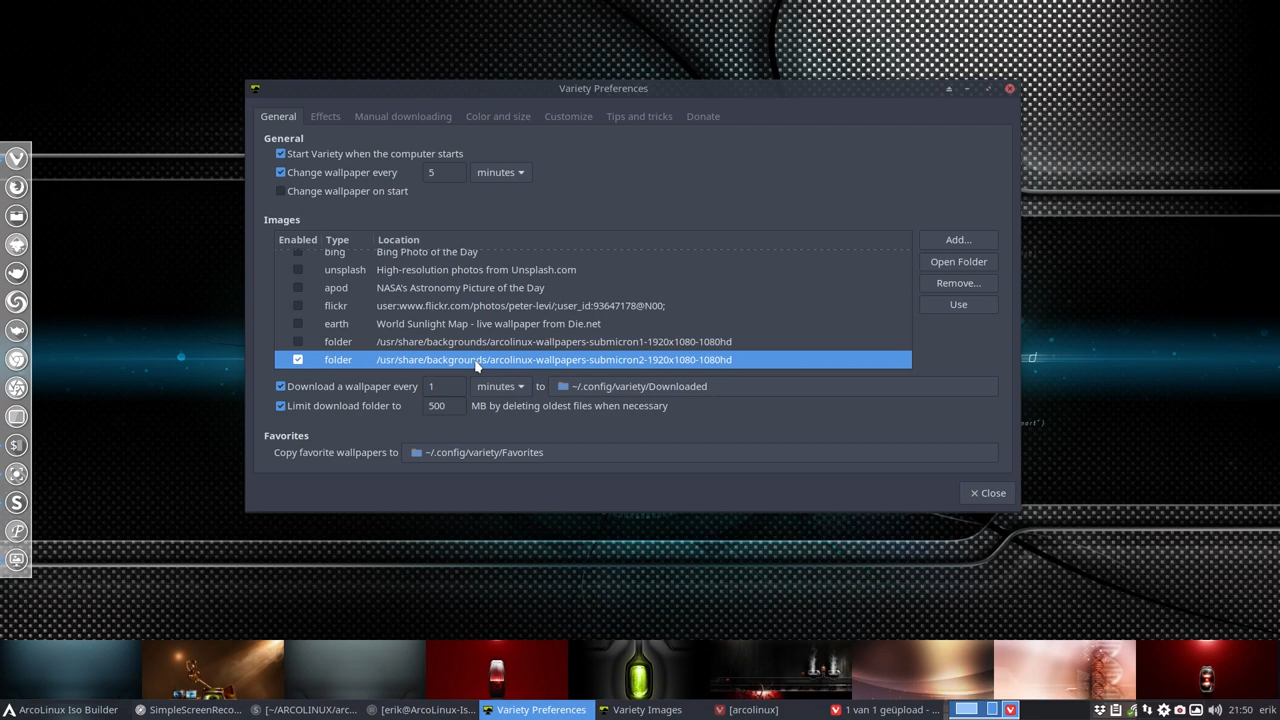 Variety Preferences
General Effects Manual downloading Color and size Customize Tips and tricks Donate
General
Start Variety when the computer starts
Change wallpaper every 5 minutes
Change wallpaper on start
Images
Enabled Type Location
bing Bing Photo of the Day
unsplash High-resolution photos from Unsplash.com
apod NASA's Astronomy Picture of the Day
flickr user:www.flickr.com/photos/peter-levi/;user_id:93647178@N00;
earth World Sunlight Map - live wallpaper from Die.net
folder /usr/share/backgrounds/arcolinux-wallpapers-submicron1-1920x1080-1080hd
folder /usr/share/backgrounds/arcolinux-wallpapers-submicron2-1920x1080-1080hd
Add...
Open Folder
Remove...
Use
Download a wallpaper every 1 minutes to ~/.config/variety/Downloaded
Limit download folder to 500 MB by deleting oldest files when necessary
Favorites
Copy favorite wallpapers to ~/.config/variety/Favorites
Close
d
ArcoLinux Iso Builder SimpleScreenReco... [~/ARCOLINUX/arc... [erik@ArcoLinux-Is... Variety Preferences Variety Images [arcolinux] 1 van 1 geüpload - ... 21:50 erik